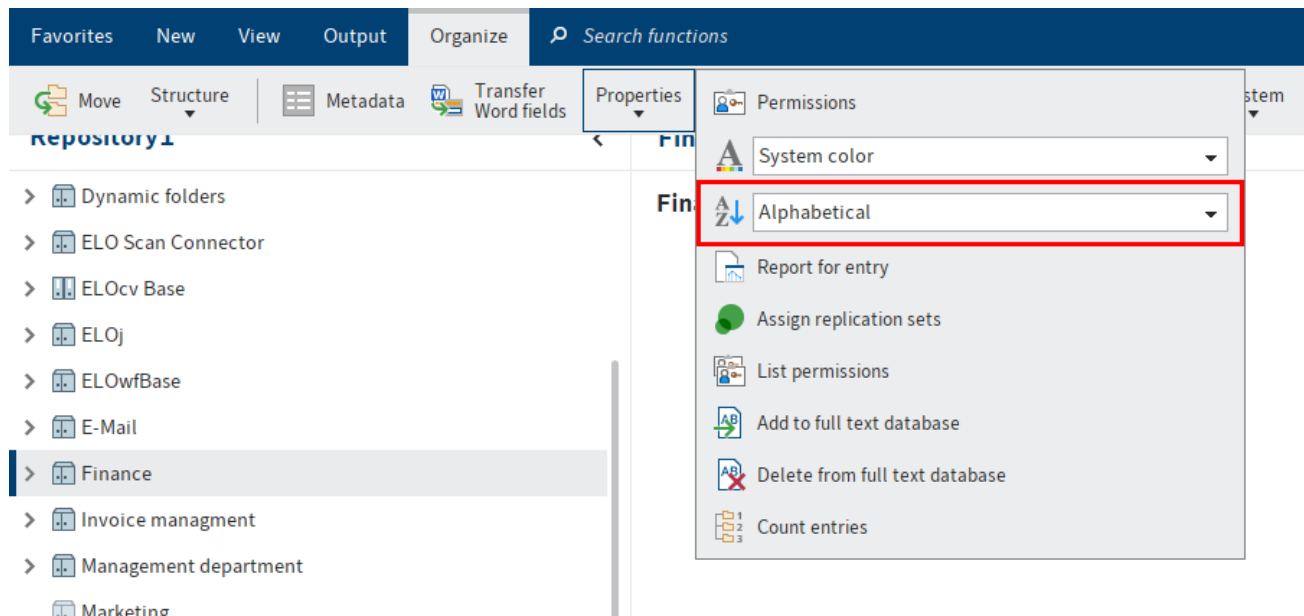 Favorites New View Output Organize Search functions
Move Structure Metadata Transfer Word fields Properties
Repository1
Dynamic folders
ELO Scan Connector
ELOcv Base
ELOj
ELOwfBase
E-Mail
Finance
Invoice managment
Management department
Marketing
Permissions
System color
Alphabetical
Report for entry
Assign replication sets
List permissions
Add to full text database
Delete from full text database
Count entries